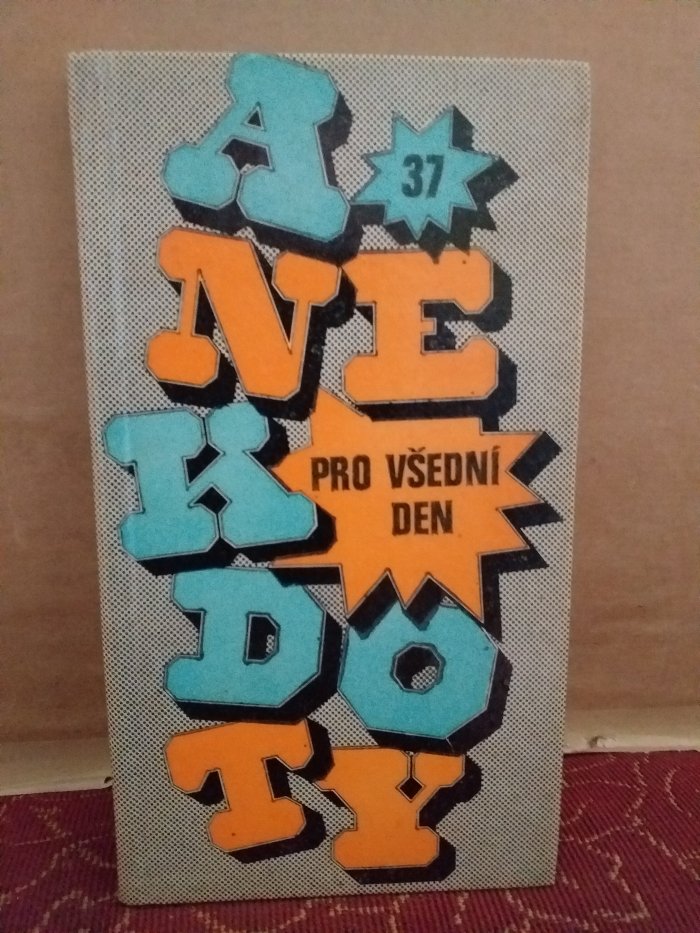 A
37
NE
K
PRO VŠEDNÍ
DEN
DO
TY